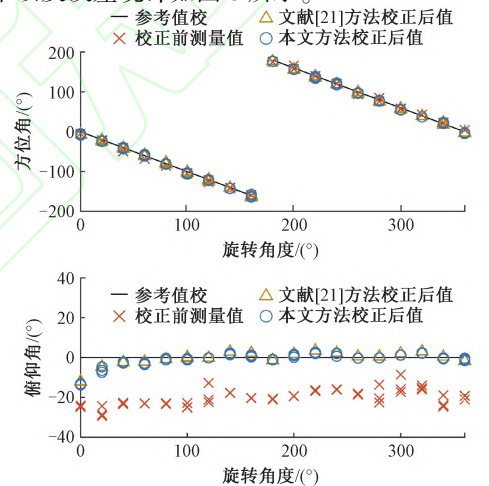 — 参考值校 △ 文献[21]方法校正后值
× 校正前测量值 ○ 本文方法校正后值
200
100
0
−100
−200
方位角/(°)
0 100 200 300
旋转角度/(°)
40
20
0
−20
−40
俯仰角/(°)
— 参考值校 △ 文献[21]方法校正后值
× 校正前测量值 ○ 本文方法校正后值
0 100 200 300
旋转角度/(°)